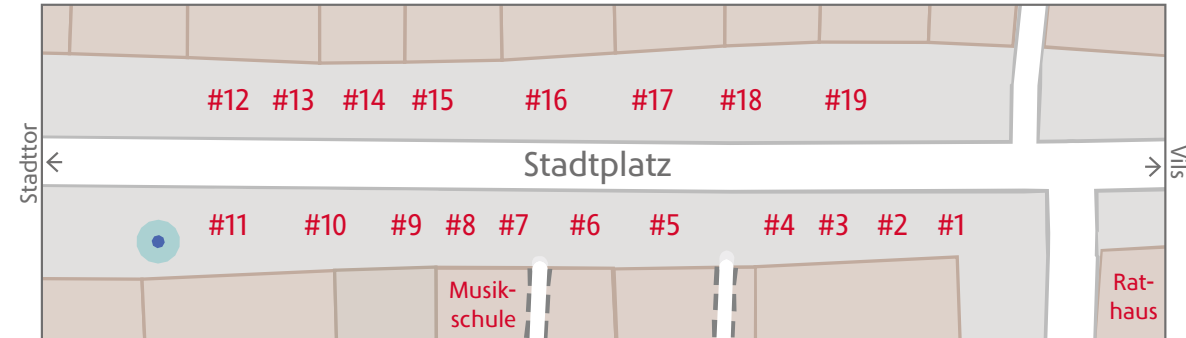 #12 #13 #14 #15 #16 #17 #18 #19
Stadttor
Stadtplatz
Vils
#11 #10 #9 #8 #7 #6 #5 #4 #3 #2 #1
Musik-
schule
Rat-
haus